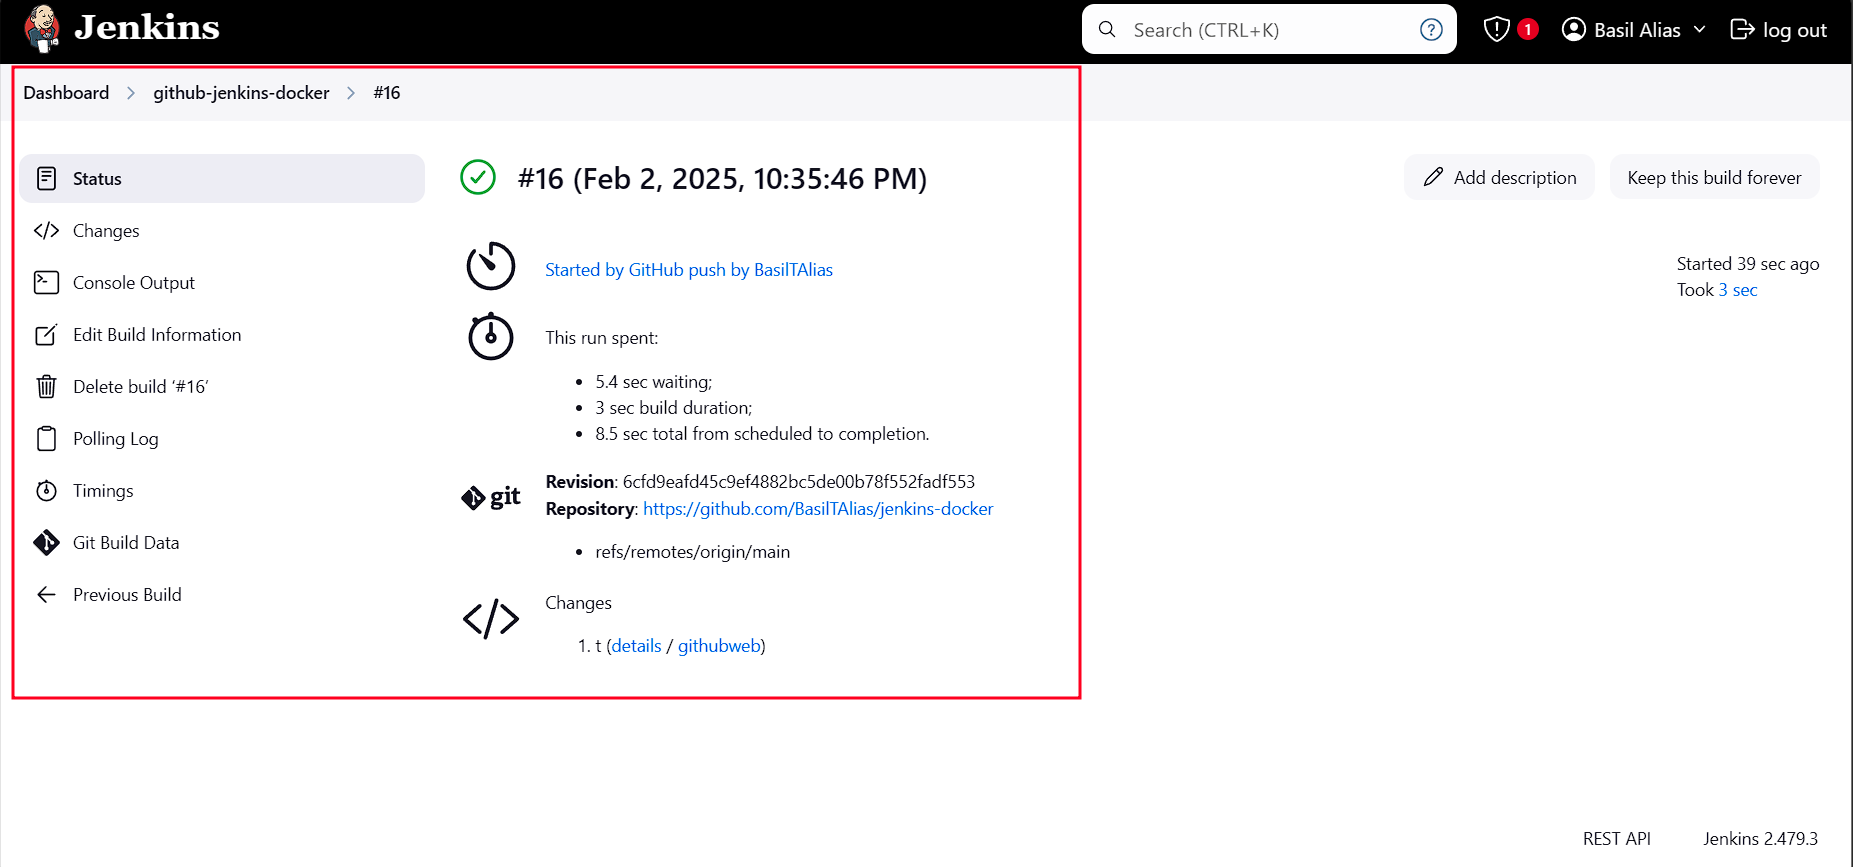 Jenkins
Search (CTRL+K)
?
1
Basil Alias
log out
Dashboard > github-jenkins-docker > #16
Status
Changes
Console Output
Edit Build Information
Delete build ‘#16’
Polling Log
Timings
Git Build Data
Previous Build
#16 (Feb 2, 2025, 10:35:46 PM)
Add description
Keep this build forever
Started by GitHub push by BasilTAlias
Started 39 sec ago
Took 3 sec
This run spent:
• 5.4 sec waiting;
• 3 sec build duration;
• 8.5 sec total from scheduled to completion.
git
Revision: 6cfd9eafd45c9ef4882bc5de00b78f552fadf553
Repository: https://github.com/BasilTAlias/jenkins-docker
• refs/remotes/origin/main
Changes
1. t (details / githubweb)
REST API
Jenkins 2.479.3